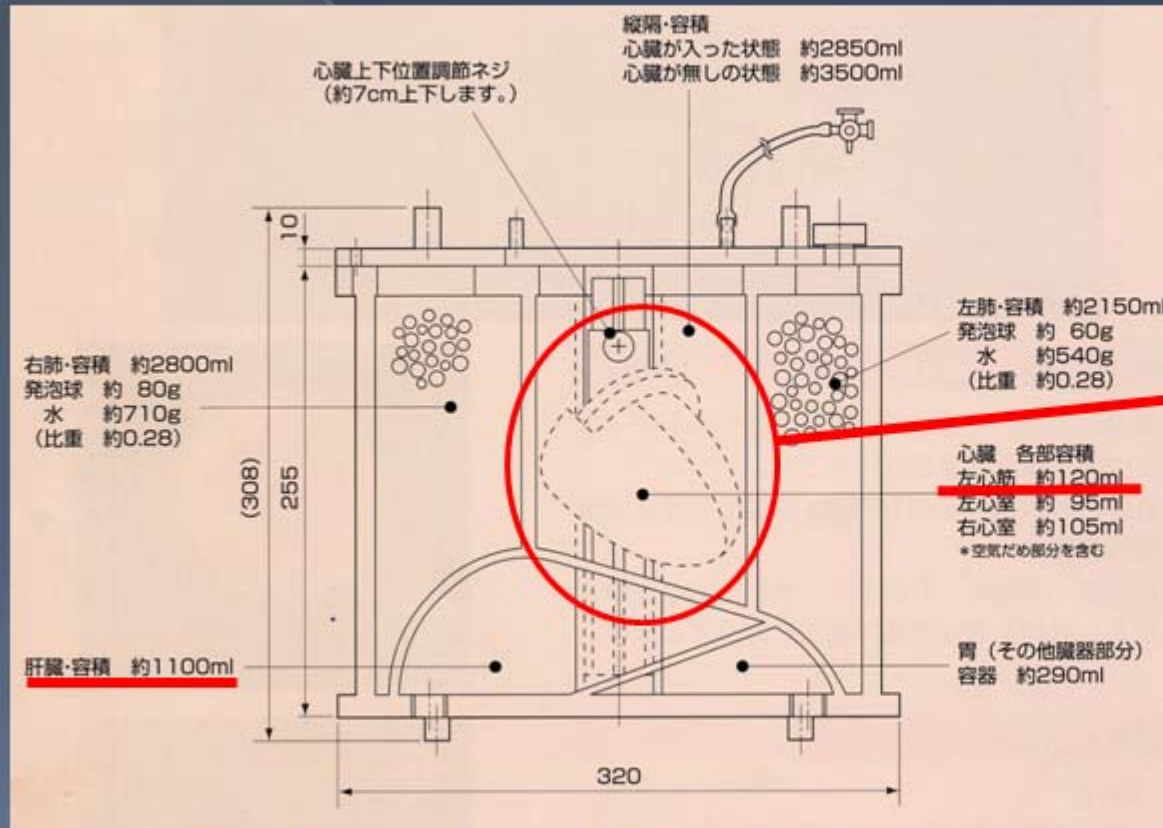 縦隔・容積
心臓が入った状態 約2850ml
心臓が無しの状態 約3500ml
心臓上下位置調節ネジ
(約7cm上下します。)
10
(308)
255
320
右肺・容積 約2800ml
発泡球 約 80g
水 約710g
(比重 約0.28)
左肺・容積 約2150ml
発泡球 約 60g
水 約540g
(比重 約0.28)
心臓 各部容積
左心筋 約120ml
左心室 約 95ml
右心室 約105ml
*空気だめ部分を含む
肝臓・容積 約1100ml
胃(その他臓器部分)
容器 約290ml